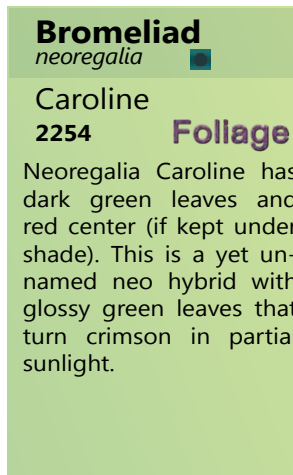 Bromeliad
neoregalia
Caroline
2254 Foliage
Neoregalia Caroline has
dark green leaves and
red center (if kept under
shade). This is a yet un-
named neo hybrid with
glossy green leaves that
turn crimson in partial
sunlight.